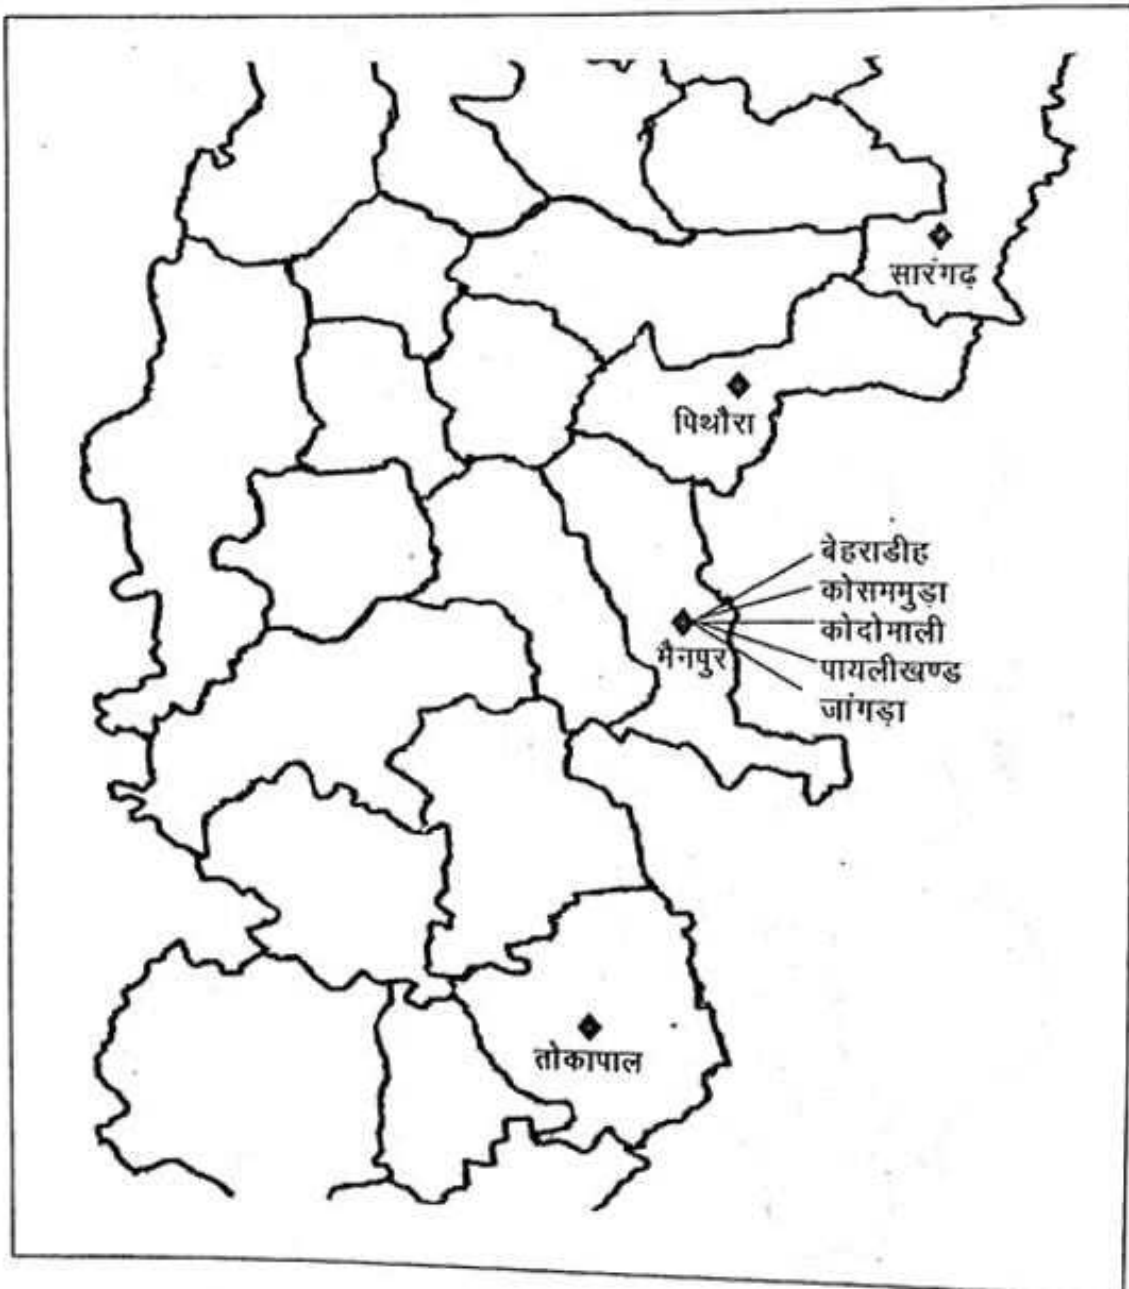 सारंगढ़
पिथौरा
बेहराडीह
कोसममुड़ा
कोदोमाली
मैनपुर
पायलीखण्ड
जांगड़ा
तोकापाल